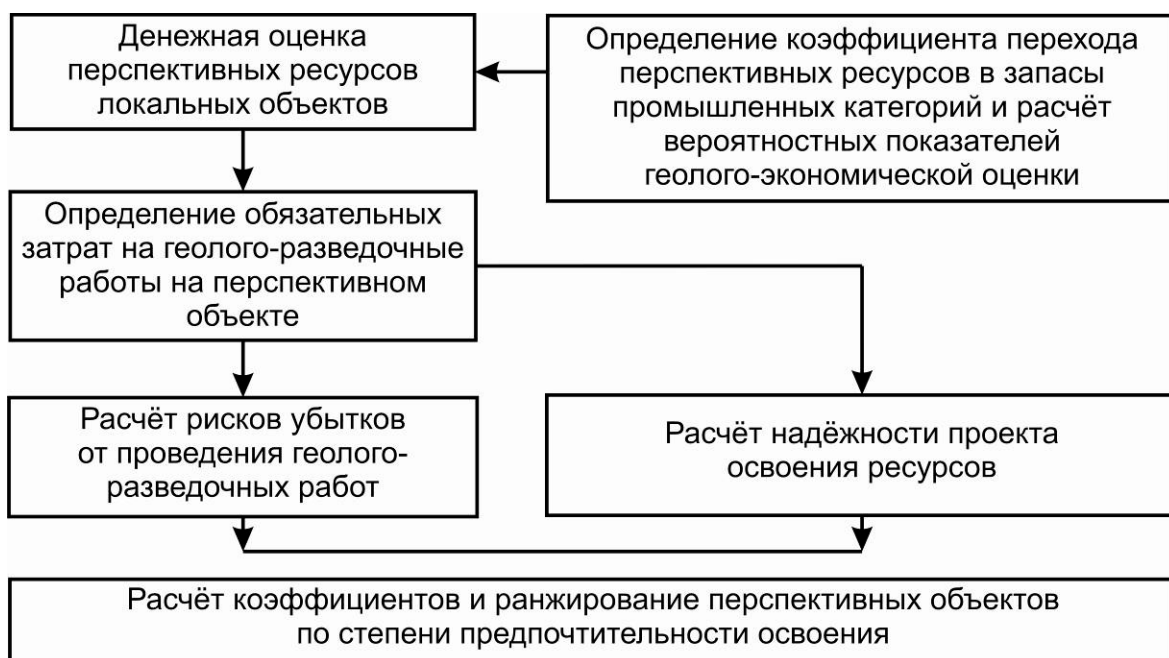 Денежная оценка
перспективных ресурсов
локальных объектов
Определение коэффициента перехода
перспективных ресурсов в запасы
промышленных категорий и расчёт
вероятностных показателей
геолого-экономической оценки
Определение обязательных
затрат на геолого-разведочные
работы на перспективном
объекте
Расчёт рисков убытков
от проведения геолого-
разведочных работ
Расчёт надёжности проекта
освоения ресурсов
Расчёт коэффициентов и ранжирование перспективных объектов
по степени предпочтительности освоения